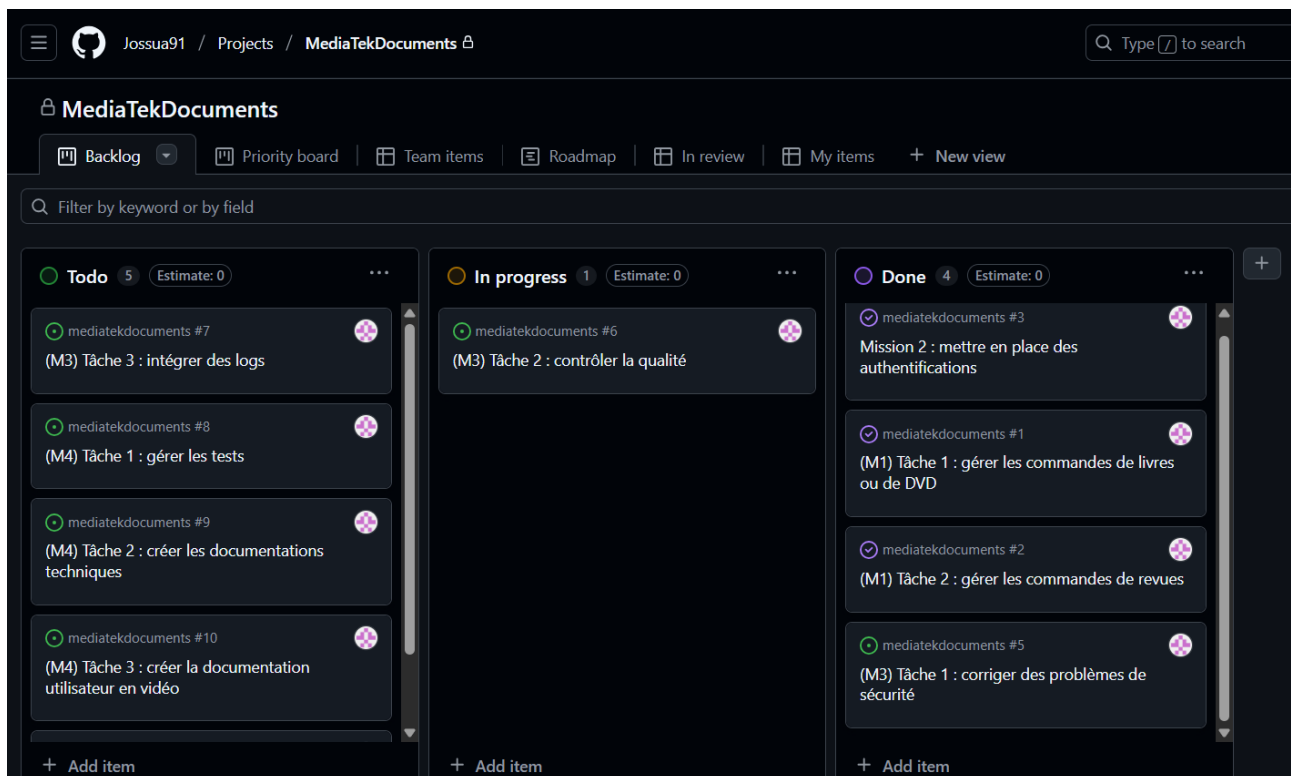 Jossua91 / Projects / MediaTekDocuments
Type / to search
MediaTekDocuments
Backlog
Priority board
Team items
Roadmap
In review
My items
+ New view
Filter by keyword or by field
Todo 5 Estimate: 0 ...
mediatekdocuments #7
(M3) Tâche 3 : intégrer des logs
mediatekdocuments #8
(M4) Tâche 1 : gérer les tests
mediatekdocuments #9
(M4) Tâche 2 : créer les documentations
techniques
mediatekdocuments #10
(M4) Tâche 3 : créer la documentation
utilisateur en vidéo
+ Add item
In progress 1 Estimate: 0 ...
mediatekdocuments #6
(M3) Tâche 2 : contrôler la qualité
+ Add item
Done 4 Estimate: 0 ...
mediatekdocuments #3
Mission 2 : mettre en place des
authentifications
mediatekdocuments #1
(M1) Tâche 1 : gérer les commandes de livres
ou de DVD
mediatekdocuments #2
(M1) Tâche 2 : gérer les commandes de revues
mediatekdocuments #5
(M3) Tâche 1 : corriger des problèmes de
sécurité
+ Add item
+